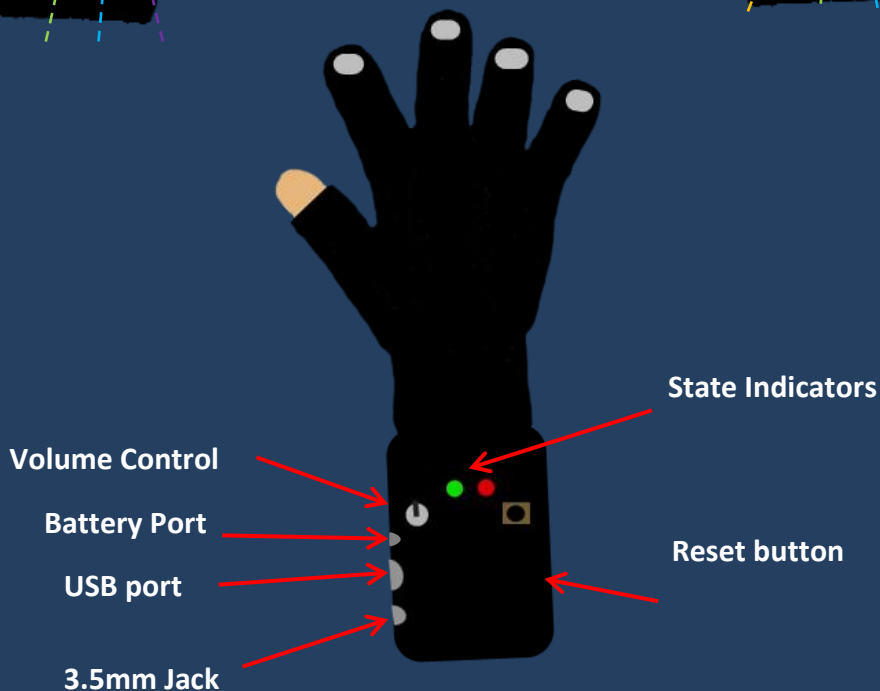 State Indicators
Volume Control
Battery Port
Reset button
USB port
3.5mm Jack